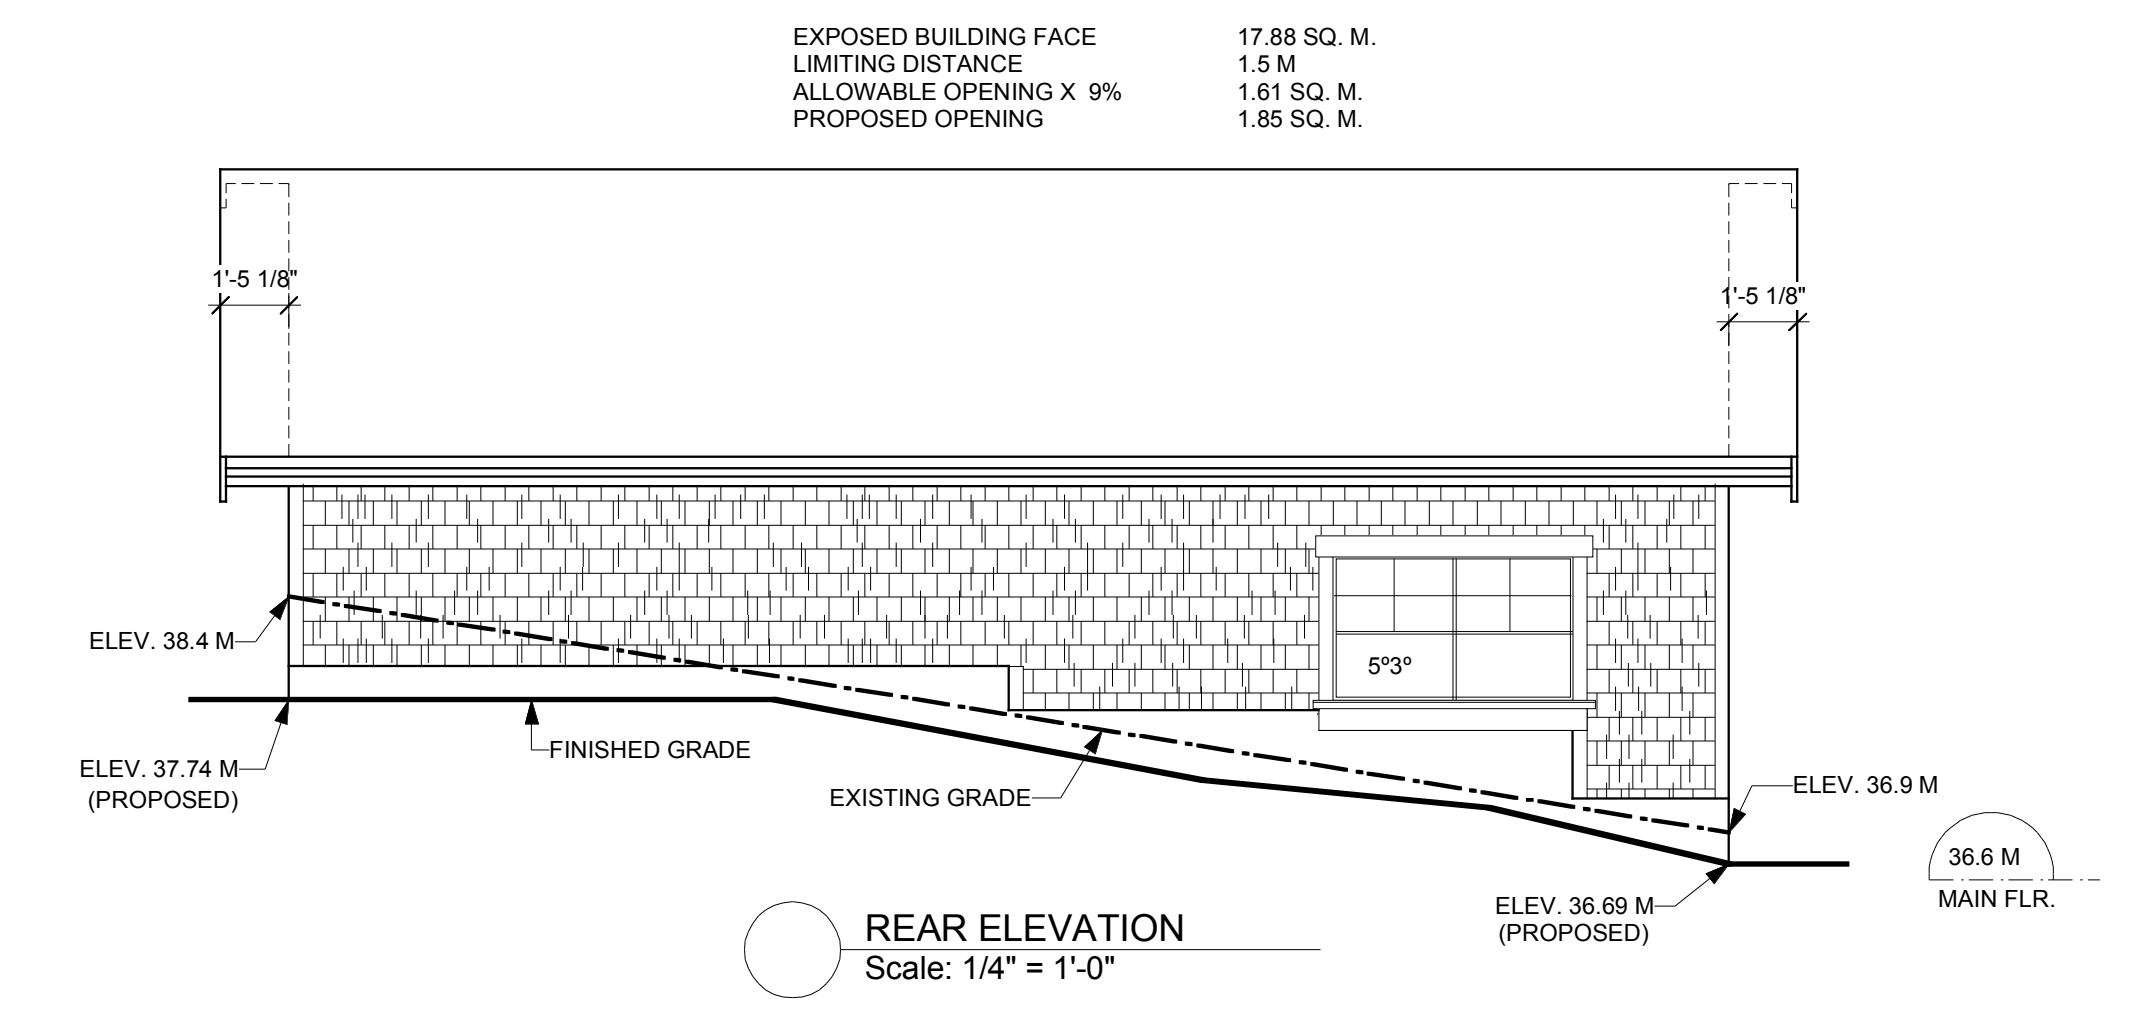 EXPOSED BUILDING FACE 17.88 SQ. M.
LIMITING DISTANCE 1.5 M
ALLOWABLE OPENING X 9% 1.61 SQ. M.
PROPOSED OPENING 1.85 SQ. M.
1'-5 1/8"
1'-5 1/8"
ELEV. 38.4 M
5º3º
FINISHED GRADE
ELEV. 37.74 M
(PROPOSED)
EXISTING GRADE
ELEV. 36.9 M
36.6 M
MAIN FLR.
ELEV. 36.69 M
(PROPOSED)
REAR ELEVATION
Scale: 1/4" = 1'-0"